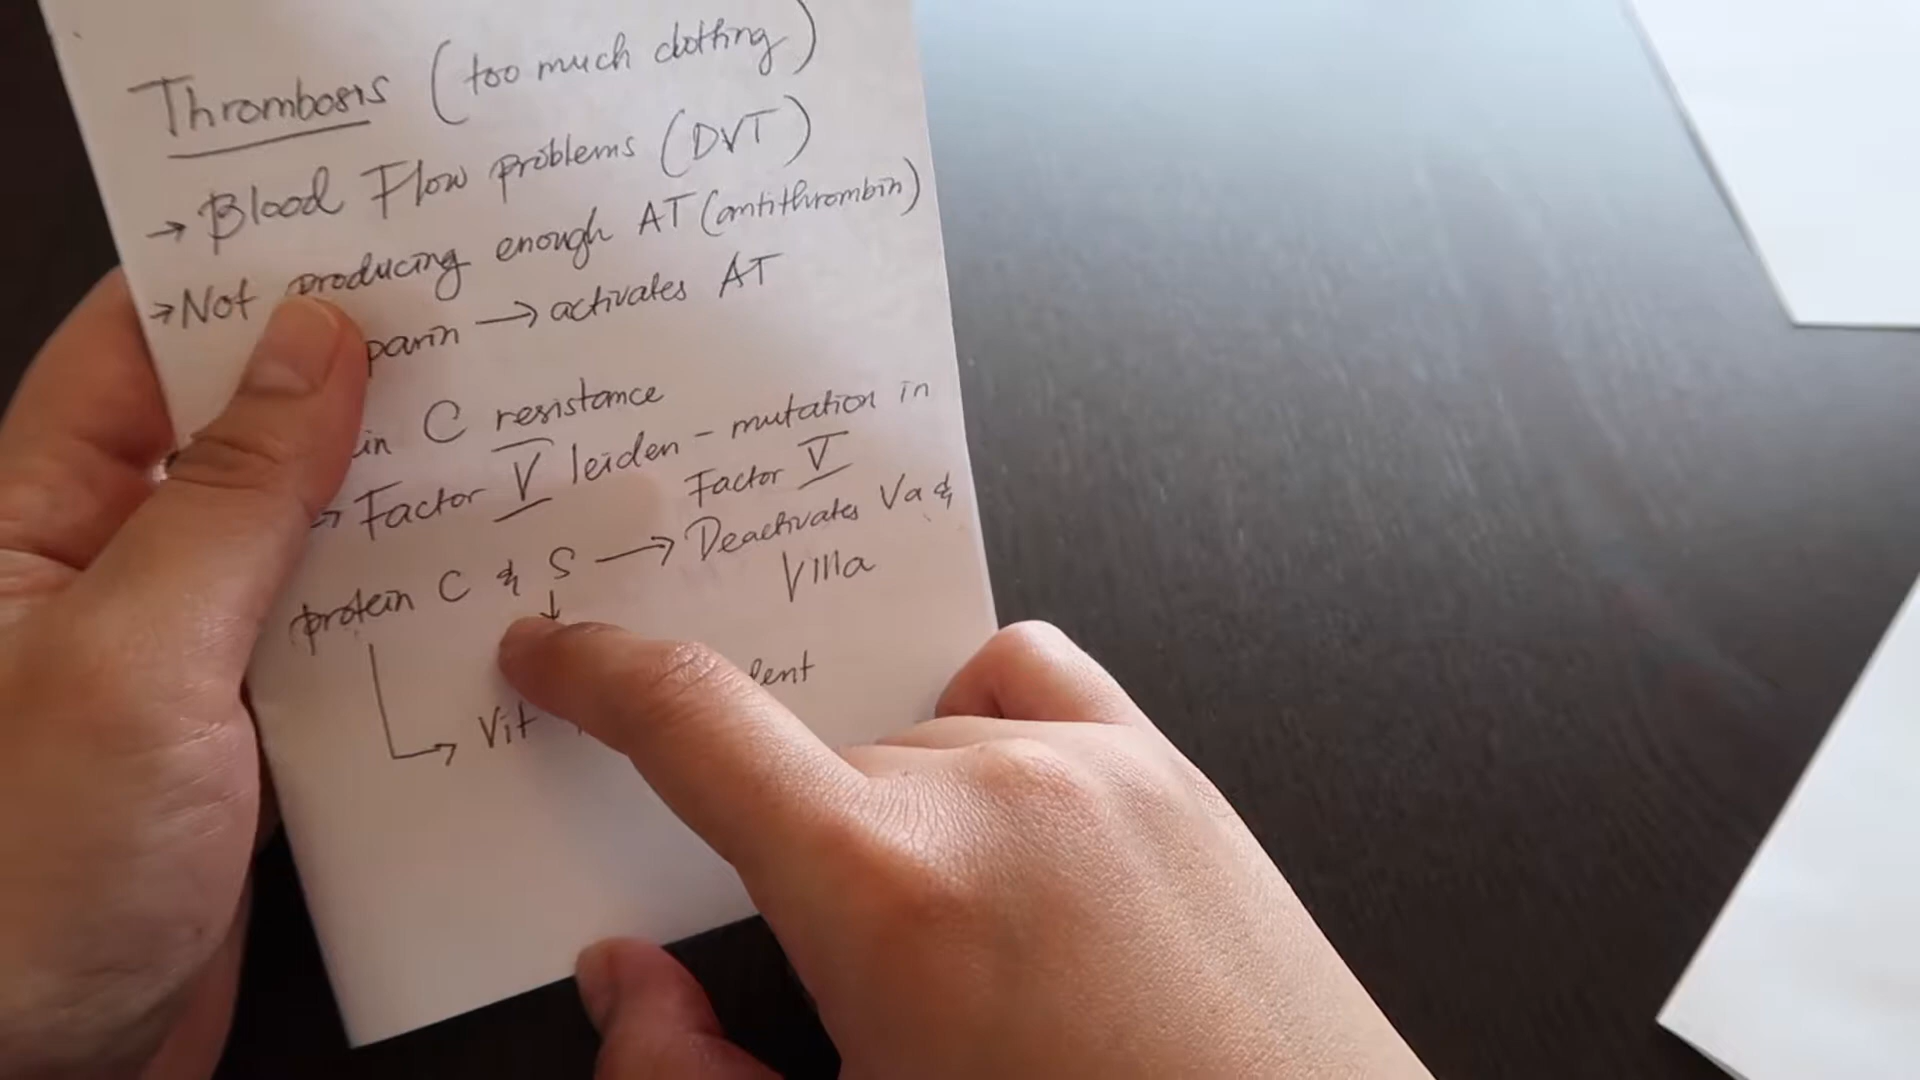 Thrombosis (too much clotting)
→ Blood Flow problems (DVT)
→ Not producing enough AT (antithrombin)
parin → activates AT
in C resistance
→ Factor V leiden - mutation in
Factor V
protein C & S → Deactivates Va &
VIIIa
Vit